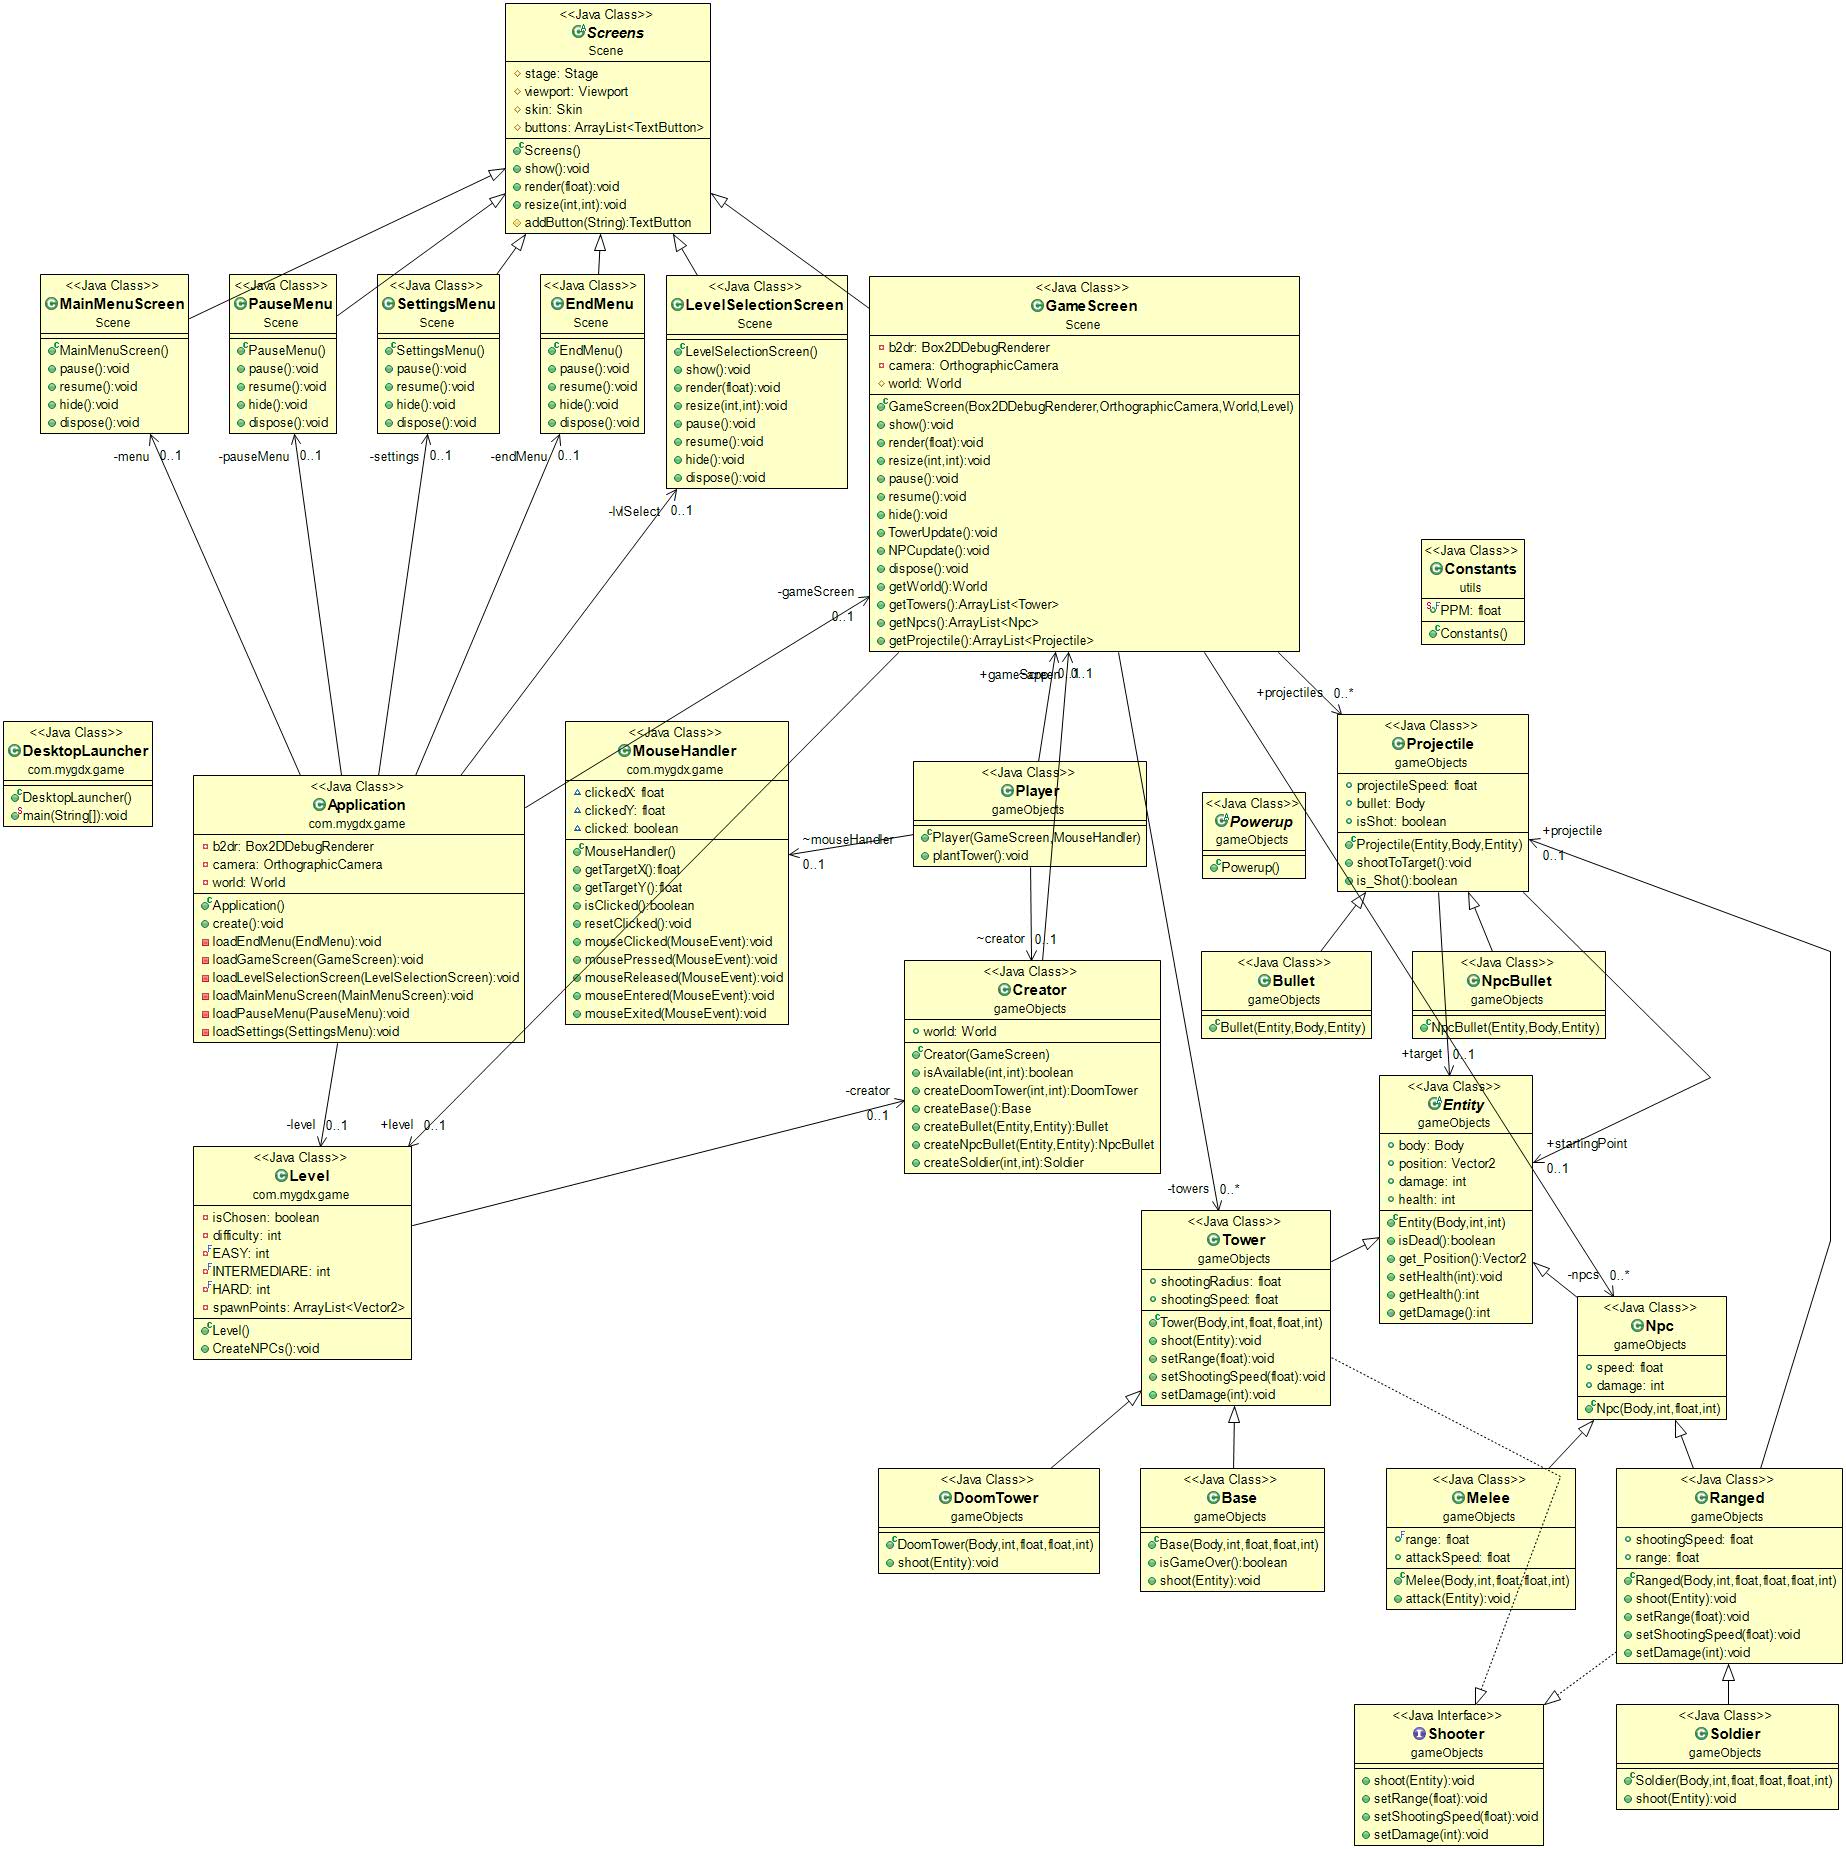 <<Java Class>>
Screens
Scene
stage: Stage
viewport: Viewport
skin: Skin
buttons: ArrayList<TextButton>
Screens()
show():void
render(float):void
resize(int,int):void
addButton(String):TextButton
<<Java Class>>
MainMenuScreen
Scene
MainMenuScreen()
pause():void
resume():void
hide():void
dispose():void
<<Java Class>>
PauseMenu
Scene
PauseMenu()
pause():void
resume():void
hide():void
dispose():void
<<Java Class>>
SettingsMenu
Scene
SettingsMenu()
pause():void
resume():void
hide():void
dispose():void
<<Java Class>>
EndMenu
Scene
EndMenu()
pause():void
resume():void
hide():void
dispose():void
<<Java Class>>
LevelSelectionScreen
Scene
LevelSelectionScreen()
show():void
render(float):void
resize(int,int):void
pause():void
resume():void
hide():void
dispose():void
<<Java Class>>
GameScreen
Scene
b2dr: Box2DDebugRenderer
camera: OrthographicCamera
world: World
GameScreen(Box2DDebugRenderer,OrthographicCamera,World,Level)
show():void
render(float):void
resize(int,int):void
pause():void
resume():void
hide():void
TowerUpdate():void
NPCupdate():void
dispose():void
getWorld():World
getTowers():ArrayList<Tower>
getNpcs():ArrayList<Npc>
getProjectile():ArrayList<Projectile>
-menu 0..1
-pauseMenu 0..1
-settings 0..1
-endMenu 0..1
-lvlSelect 0..1
-gameScreen
0..1
<<Java Class>>
Constants
utils
PPM: float
Constants()
+gameScreen
0..1
+projectiles 0..*
<<Java Class>>
DesktopLauncher
com.mygdx.game
DesktopLauncher()
main(String[]):void
<<Java Class>>
Application
com.mygdx.game
b2dr: Box2DDebugRenderer
camera: OrthographicCamera
world: World
Application()
create():void
loadEndMenu(EndMenu):void
loadGameScreen(GameScreen):void
loadLevelSelectionScreen(LevelSelectionScreen):void
loadMainMenuScreen(MainMenuScreen):void
loadPauseMenu(PauseMenu):void
loadSettings(SettingsMenu):void
<<Java Class>>
MouseHandler
com.mygdx.game
clickedX: float
clickedY: float
clicked: boolean
MouseHandler()
getTargetX():float
getTargetY():float
isClicked():boolean
resetClicked():void
mouseClicked(MouseEvent):void
mousePressed(MouseEvent):void
mouseReleased(MouseEvent):void
mouseEntered(MouseEvent):void
mouseExited(MouseEvent):void
~mouseHandler
0..1
<<Java Class>>
Player
gameObjects
Player(GameScreen,MouseHandler)
plantTower():void
<<Java Class>>
Powerup
gameObjects
Powerup()
<<Java Class>>
Projectile
gameObjects
projectileSpeed: float
bullet: Body
isShot: boolean
Projectile(Entity,Body,Entity)
shootToTarget():void
is_Shot():boolean
+projectile
0..1
~creator 0..1
<<Java Class>>
Creator
gameObjects
world: World
Creator(GameScreen)
isAvailable(int,int):boolean
createDoomTower(int,int):DoomTower
createBase():Base
createBullet(Entity,Entity):Bullet
createNpcBullet(Entity,Entity):NpcBullet
createSoldier(int,int):Soldier
<<Java Class>>
Bullet
gameObjects
Bullet(Entity,Body,Entity)
<<Java Class>>
NpcBullet
gameObjects
NpcBullet(Entity,Body,Entity)
+target 0..1
-creator
0..1
-level 0..1
+level 0..1
<<Java Class>>
Level
com.mygdx.game
isChosen: boolean
difficulty: int
EASY: int
INTERMEDIARE: int
HARD: int
spawnPoints: ArrayList<Vector2>
Level()
CreateNPCs():void
<<Java Class>>
Entity
gameObjects
body: Body
position: Vector2
damage: int
health: int
Entity(Body,int,int)
isDead():boolean
get_Position():Vector2
setHealth(int):void
getHealth():int
getDamage():int
+startingPoint
0..1
-towers 0..*
<<Java Class>>
Tower
gameObjects
shootingRadius: float
shootingSpeed: float
Tower(Body,int,float,float,int)
shoot(Entity):void
setRange(float):void
setShootingSpeed(float):void
setDamage(int):void
-npcs 0..*
<<Java Class>>
Npc
gameObjects
speed: float
damage: int
Npc(Body,int,float,int)
<<Java Class>>
DoomTower
gameObjects
DoomTower(Body,int,float,float,int)
shoot(Entity):void
<<Java Class>>
Base
gameObjects
Base(Body,int,float,float,int)
isGameOver():boolean
shoot(Entity):void
<<Java Class>>
Melee
gameObjects
range: float
attackSpeed: float
Melee(Body,int,float,float,int)
attack(Entity):void
<<Java Class>>
Ranged
gameObjects
shootingSpeed: float
range: float
Ranged(Body,int,float,float,float,int)
shoot(Entity):void
setRange(float):void
setShootingSpeed(float):void
setDamage(int):void
<<Java Interface>>
Shooter
gameObjects
shoot(Entity):void
setRange(float):void
setShootingSpeed(float):void
setDamage(int):void
<<Java Class>>
Soldier
gameObjects
Soldier(Body,int,float,float,float,int)
shoot(Entity):void